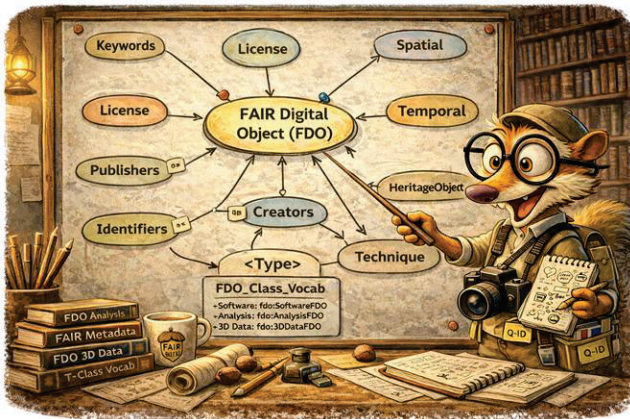 Keywords
License
Spatial
License
FAIR Digital
Object (FDO)
Temporal
Publishers
HeritageObject
Identifiers
Creators
Technique
<Type>
FDO_Class_Vocab
Software: fdo:SoftwareFDO
Analysis: fdo:AnalysisFDO
3D Data: fdo:3DDataFDO
FDO Analysis
FAIR Metadata
FDO 3D Data
T-Class Vocab
FAIR
Q-ID
Q-ID